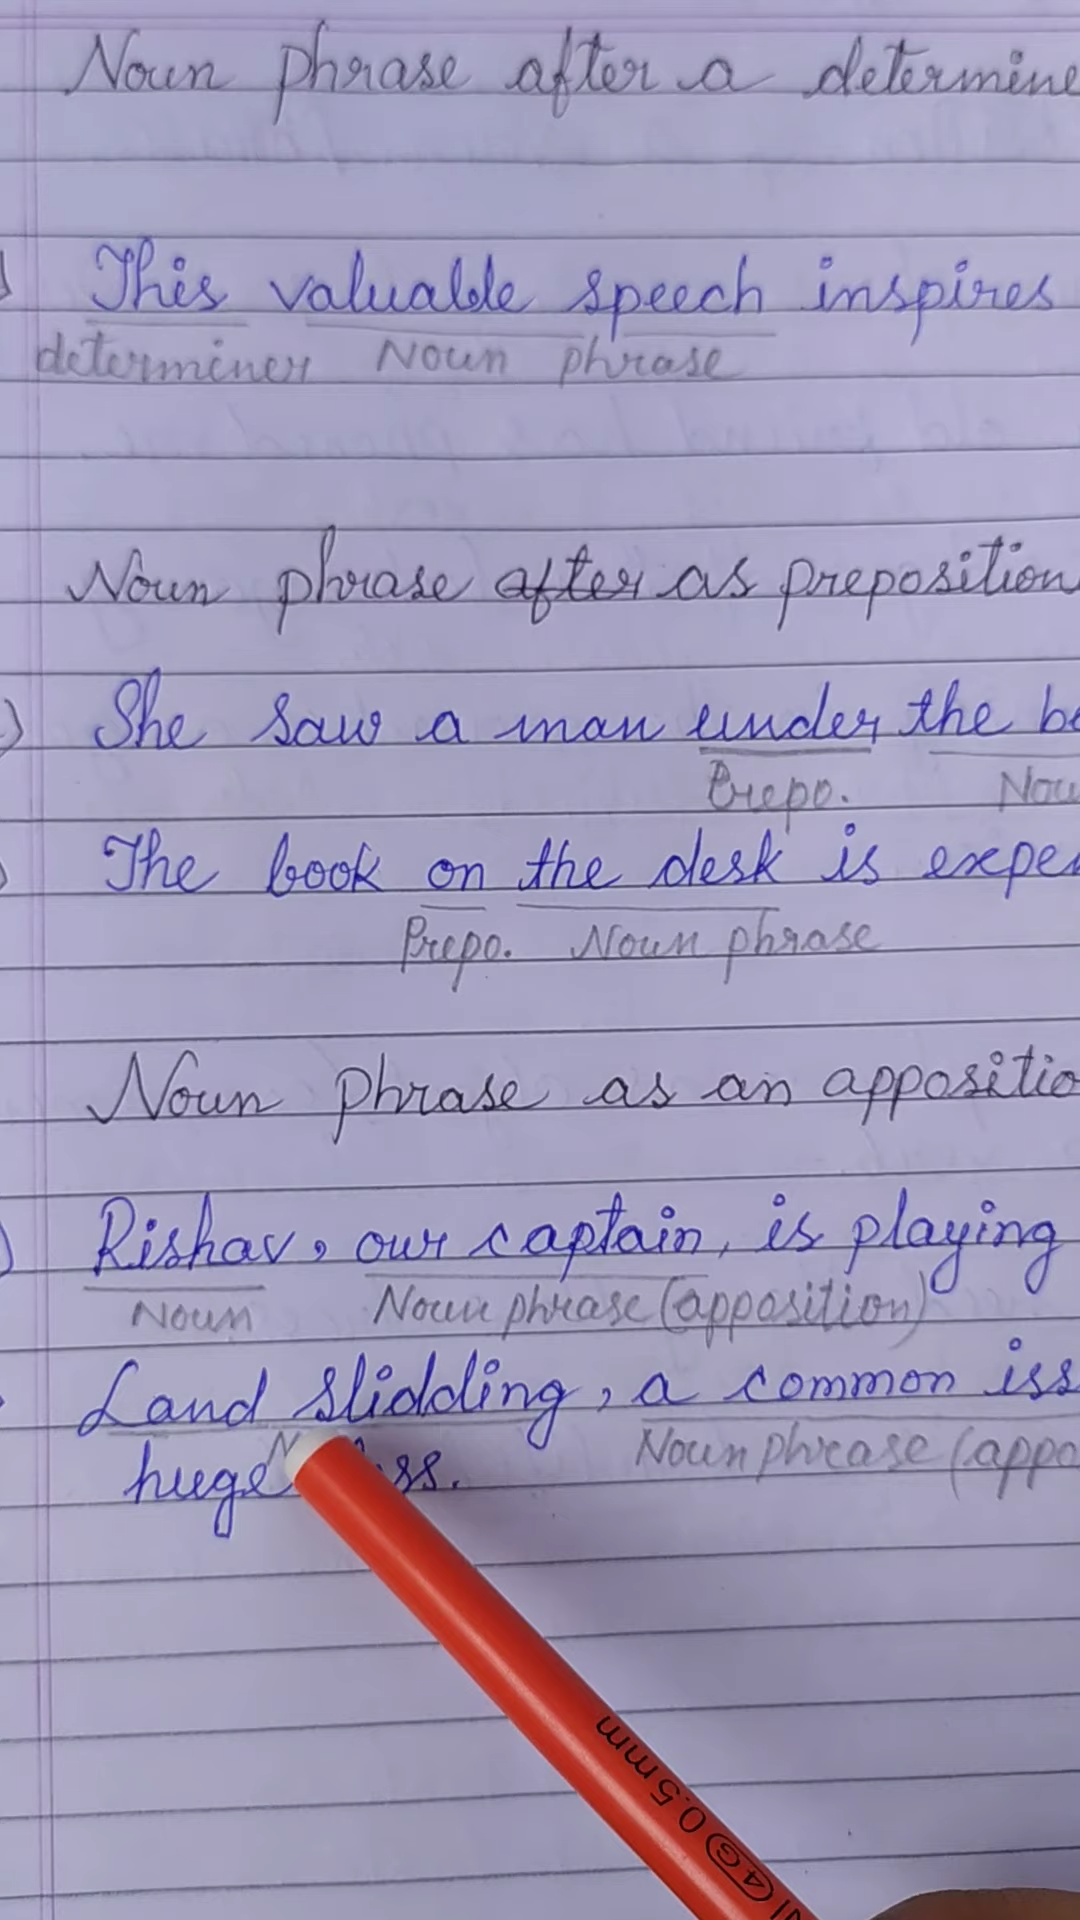 Noun phrase after a determine
This valuable speech inspires
determiner Noun phrase
Noun phrase after as preposition
She saw a man under the be
Prepo. Nou
The book on the desk is expe
Prepo. Noun phrase
Noun phrase as an appositio
Rishav, our captain, is playing
Noun Noun phrase (apposition)
Land slidding, a common iss
N Noun phrase (appo
huge
0.5mm